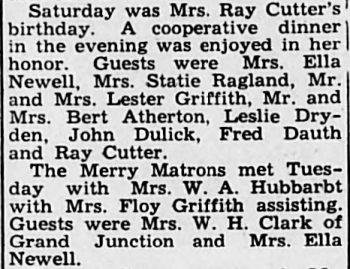 Saturday was Mrs. Ray Cutter's
birthday. A cooperative dinner
in the evening was enjoyed in her
honor. Guests were Mrs. Ella
Newell, Mrs. Statie Ragland, Mr.
and Mrs. Lester Griffith, Mr. and
Mrs. Bert Atherton, Leslie Dry-
den, John Dulick, Fred Dauth
and Ray Cutter.
The Merry Matrons met Tues-
day with Mrs. W. A. Hubbarbt
with Mrs. Floy Griffith assisting.
Guests were Mrs. W. H. Clark of
Grand Junction and Mrs. Ella
Newell.